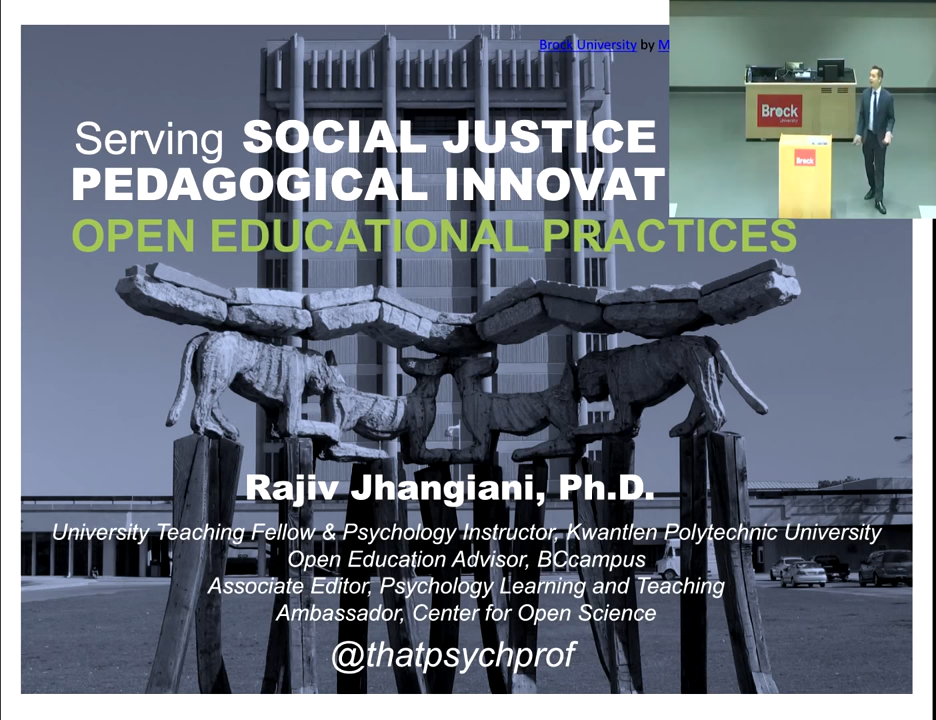 Brock University by M
Serving SOCIAL JUSTICE
PEDAGOGICAL INNOVAT
OPEN EDUCATIONAL PRACTICES
Brock
University
Brock
Rajiv Jhangiani, Ph.D.
University Teaching Fellow & Psychology Instructor, Kwantlen Polytechnic University
Open Education Advisor, BCcampus
Associate Editor, Psychology Learning and Teaching
Ambassador, Center for Open Science
@thatpsychprof